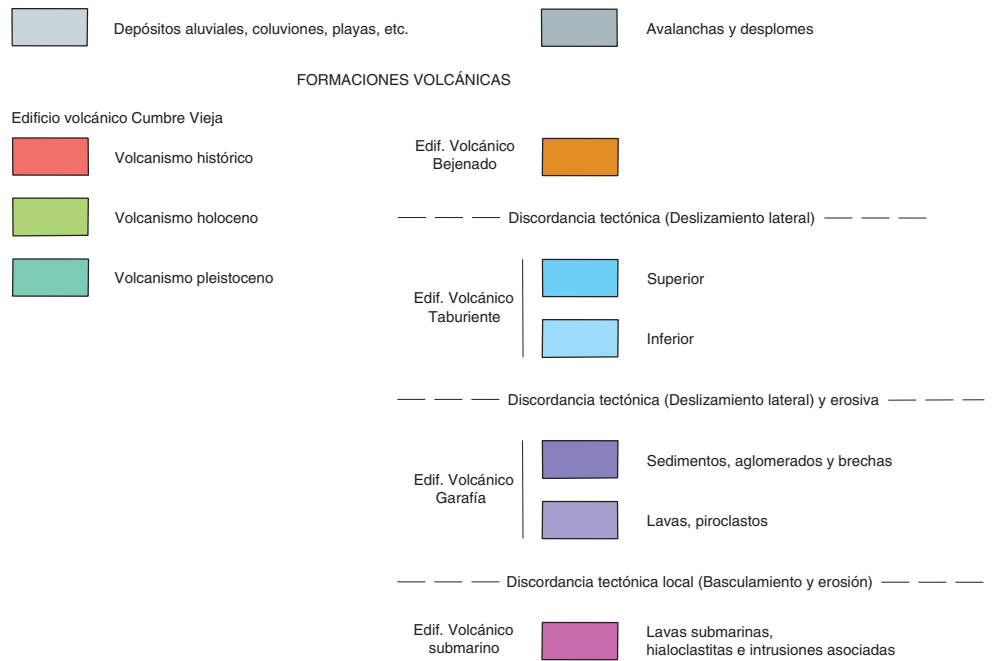 Depósitos aluviales, coluviones, playas, etc.
Avalanchas y desplomes
FORMACIONES VOLCÁNICAS
Edificio volcánico Cumbre Vieja
Volcanismo histórico
Volcanismo holoceno
Volcanismo pleistoceno
Edif. Volcánico
Bejenado
Discordancia tectónica (Deslizamiento lateral)
Edif. Volcánico
Taburiente
Superior
Inferior
Discordancia tectónica (Deslizamiento lateral) y erosiva
Edif. Volcánico
Garafía
Sedimentos, aglomerados y brechas
Lavas, piroclastos
Discordancia tectónica local (Basculamiento y erosión)
Edif. Volcánico
submarino
Lavas submarinas,
hialoclastitas e intrusiones asociadas